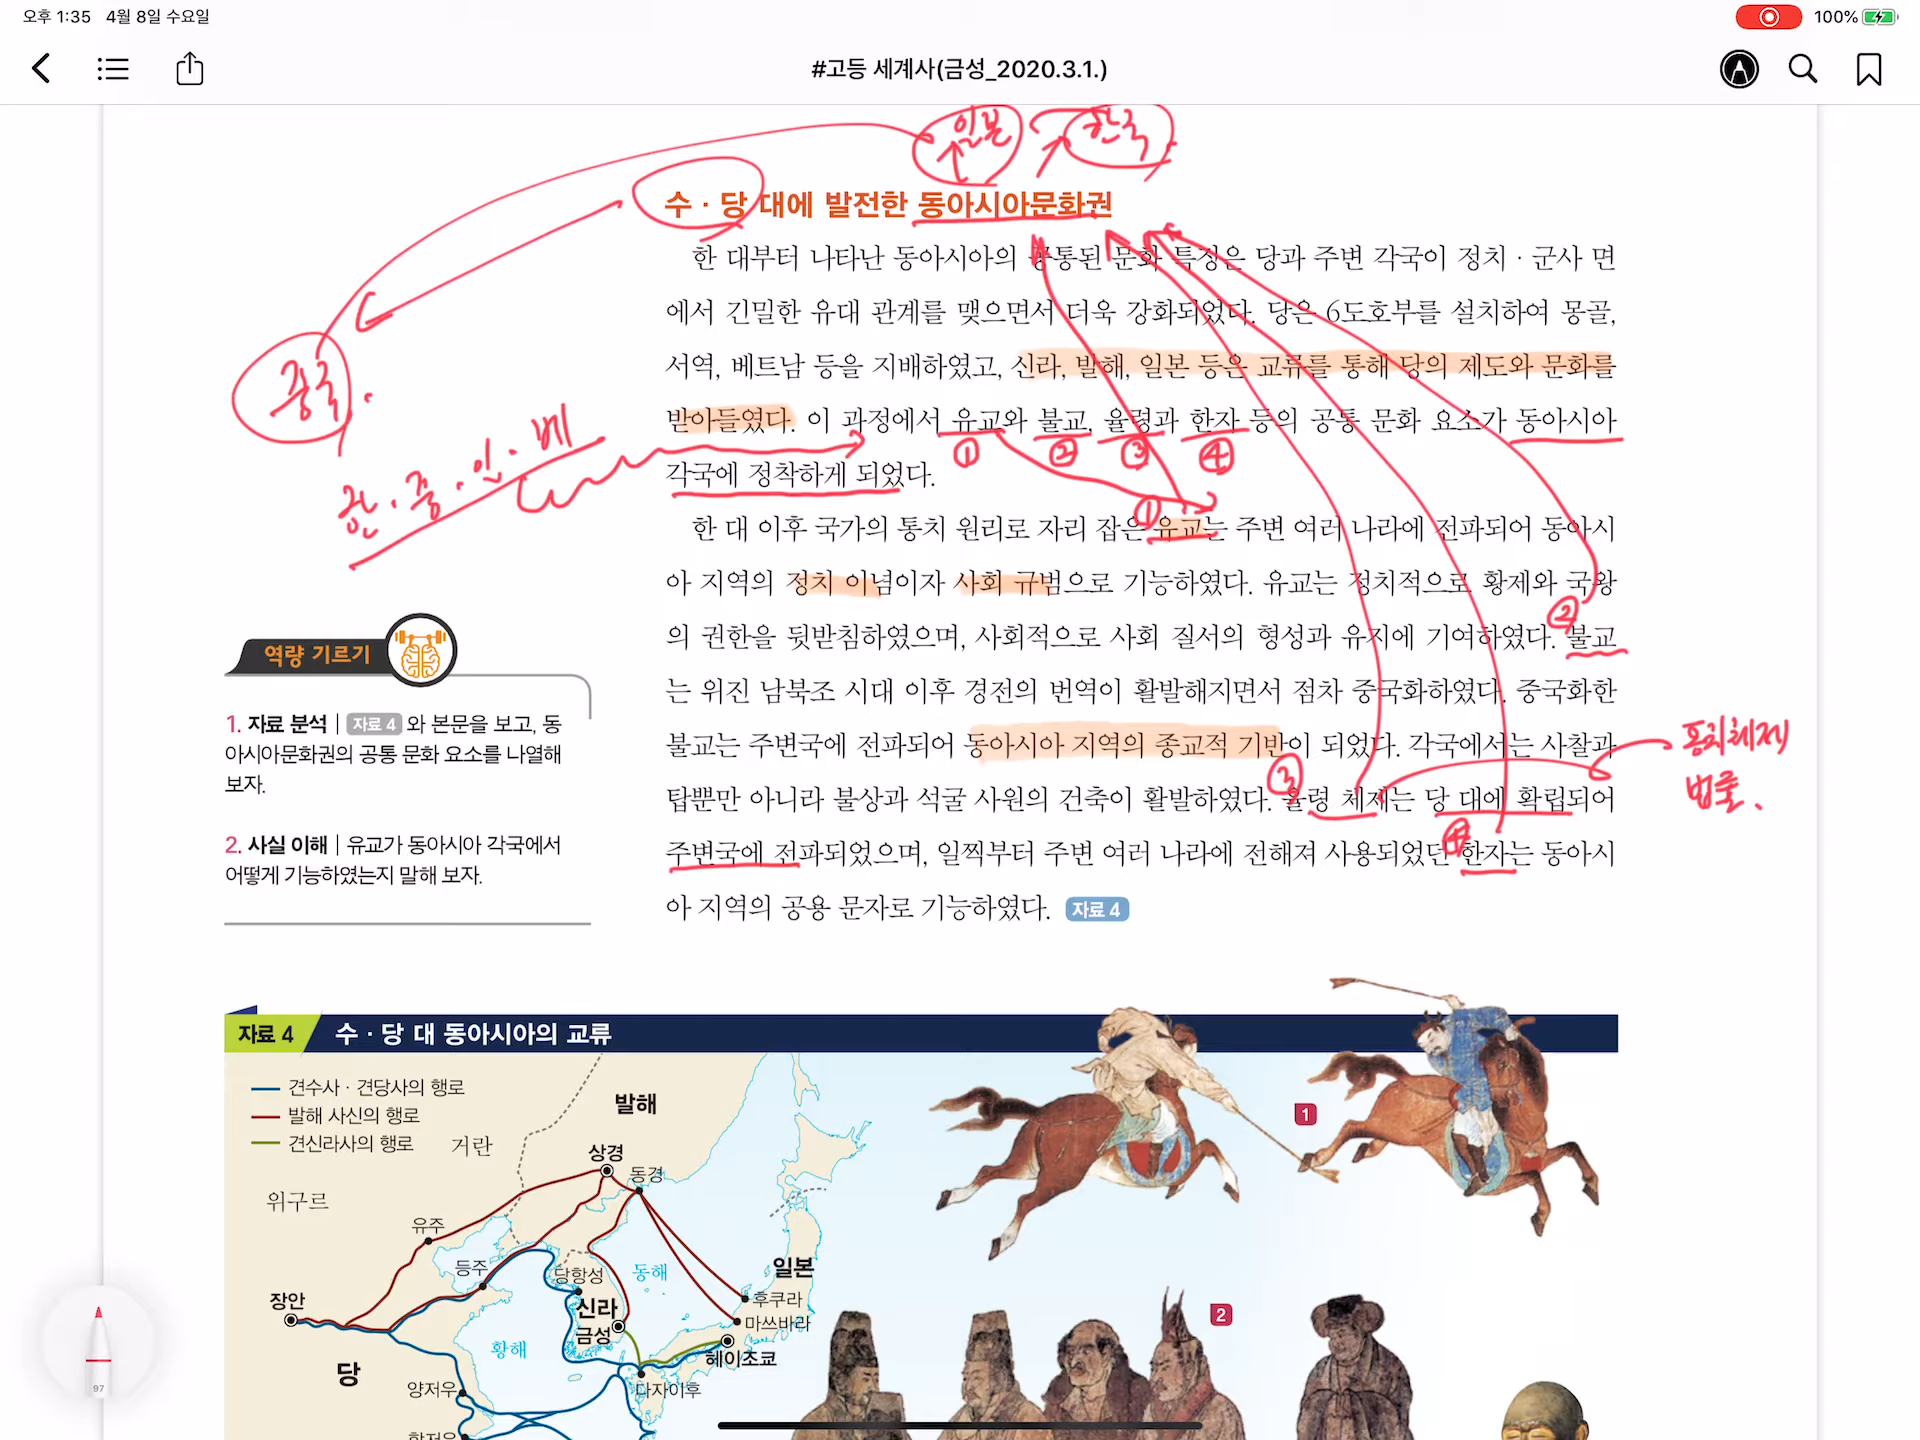 오후 1:35 4월 8일 수요일
100%
#고등 세계사(금성_2020.3.1.)
일본 한국
수 · 당 대에 발전한 동아시아문화권
한 대부터 나타난 동아시아의 공통된 문화 특징은 당과 주변 각국이 정치 · 군사 면
에서 긴밀한 유대 관계를 맺으면서 더욱 강화되었다. 당은 6도호부를 설치하여 몽골,
서역, 베트남 등을 지배하였고, 신라, 발해, 일본 등은 교류를 통해 당의 제도와 문화를
받아들였다. 이 과정에서 유교와 불교, 율령과 한자 등의 공통 문화 요소가 동아시아
① ② ③ ④
각국에 정착하게 되었다.
중국
한 · 중 · 일 · 베
①
한 대 이후 국가의 통치 원리로 자리 잡은 유교는 주변 여러 나라에 전파되어 동아시
아 지역의 정치 이념이자 사회 규범으로 기능하였다. 유교는 정치적으로 황제와 국왕
②
의 권한을 뒷받침하였으며, 사회적으로 사회 질서의 형성과 유지에 기여하였다. 불교
는 위진 남북조 시대 이후 경전의 번역이 활발해지면서 점차 중국화하였다. 중국화한
불교는 주변국에 전파되어 동아시아 지역의 종교적 기반이 되었다. 각국에서는 사찰과
③
탑뿐만 아니라 불상과 석굴 사원의 건축이 활발하였다. 율령 체제는 당 대에 확립되어
④
주변국에 전파되었으며, 일찍부터 주변 여러 나라에 전해져 사용되었던 한자는 동아시
아 지역의 공용 문자로 기능하였다. 자료 4
통치체제
법률
역량 기르기
1. 자료 분석 | 자료 4 와 본문을 보고, 동
아시아문화권의 공통 문화 요소를 나열해
보자.
2. 사실 이해 | 유교가 동아시아 각국에서
어떻게 기능하였는지 말해 보자.
자료 4 수 · 당 대 동아시아의 교류
견수사 · 견당사의 행로
발해 사신의 행로
견신라사의 행로
거란
발해
상경
동경
위구르
유주
등주
당항성
동해
일본
후쿠라
마쓰바라
장안
신라
금성
황해
헤이조쿄
당
양저우
다자이후
항저우
1
2
97